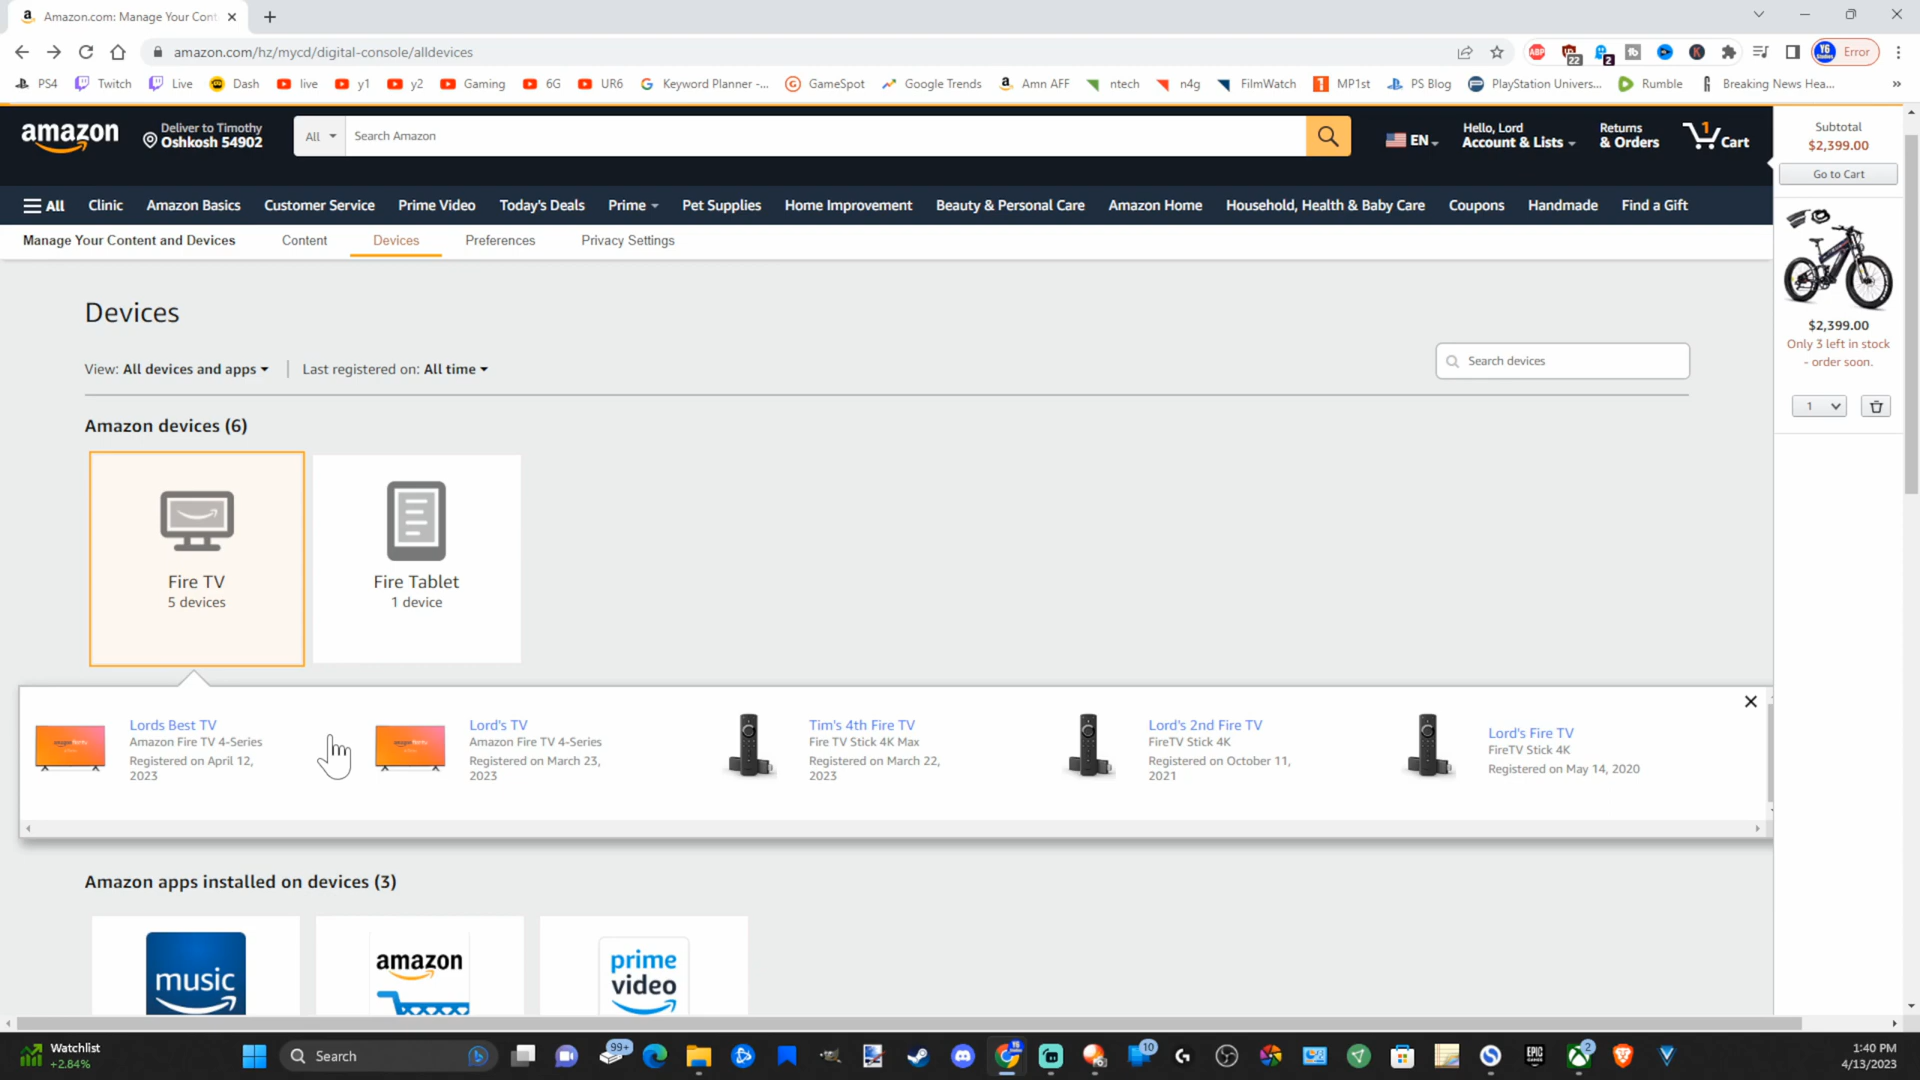 Amazon.com: Manage Your Cont
amazon.com/hz/mycd/digital-console/alldevices
ABP
22
2
tb
K
Y6
Error
PS4
Twitch
Live
Dash
live
y1
y2
Gaming
6G
UR6
Keyword Planner -...
GameSpot
Google Trends
Amn AFF
ntech
n4g
FilmWatch
MP1st
PS Blog
PlayStation Univers...
Rumble
Breaking News Hea...
amazon
Deliver to Timothy
Oshkosh 54902
All
Search Amazon
EN
Hello, Lord
Account & Lists
Returns
& Orders
1
Cart
Subtotal
$2,399.00
Go to Cart
All
Clinic
Amazon Basics
Customer Service
Prime Video
Today's Deals
Prime
Pet Supplies
Home Improvement
Beauty & Personal Care
Amazon Home
Household, Health & Baby Care
Coupons
Handmade
Find a Gift
Manage Your Content and Devices
Content
Devices
Preferences
Privacy Settings
$2,399.00
Only 3 left in stock
- order soon.
1
Devices
View: All devices and apps
Last registered on: All time
Search devices
Amazon devices (6)
Fire TV
5 devices
Fire Tablet
1 device
Lords Best TV
Amazon Fire TV 4-Series
Registered on April 12,
2023
Lord's TV
Amazon Fire TV 4-Series
Registered on March 23,
2023
Tim's 4th Fire TV
Fire TV Stick 4K Max
Registered on March 22,
2023
Lord's 2nd Fire TV
FireTV Stick 4K
Registered on October 11,
2021
Lord's Fire TV
FireTV Stick 4K
Registered on May 14, 2020
Amazon apps installed on devices (3)
music
amazon
prime
video
Watchlist
+2.84%
Search
99+
10
EPIC
2
1:40 PM
4/13/2023